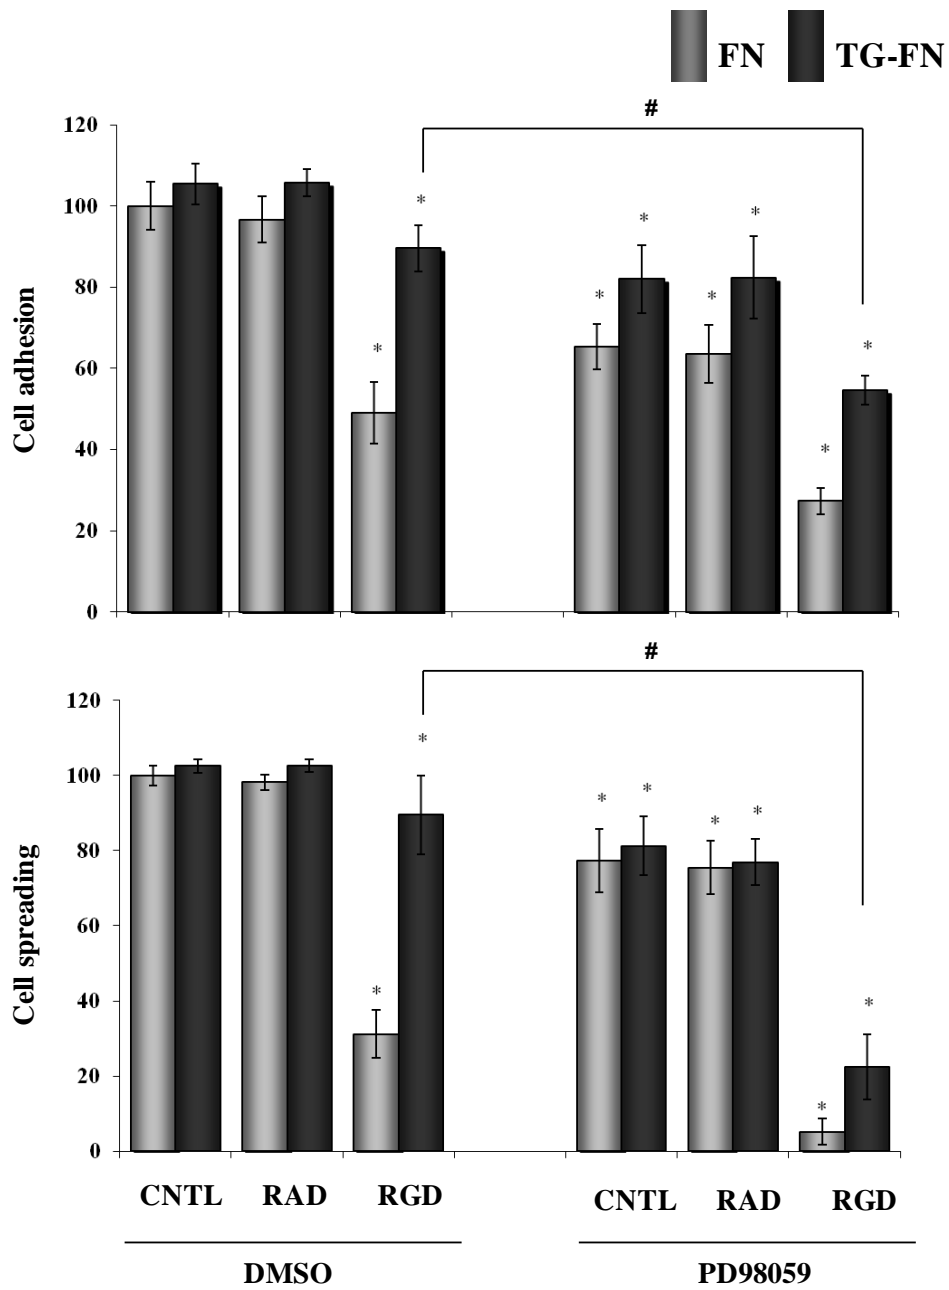 FN TG-FN
#
120
100
80
60
40
20
0
Cell adhesion
* * * * * * * *
#
120
100
80
60
40
20
0
Cell spreading
* * * * * * * *
CNTL RAD RGD CNTL RAD RGD
DMSO PD98059